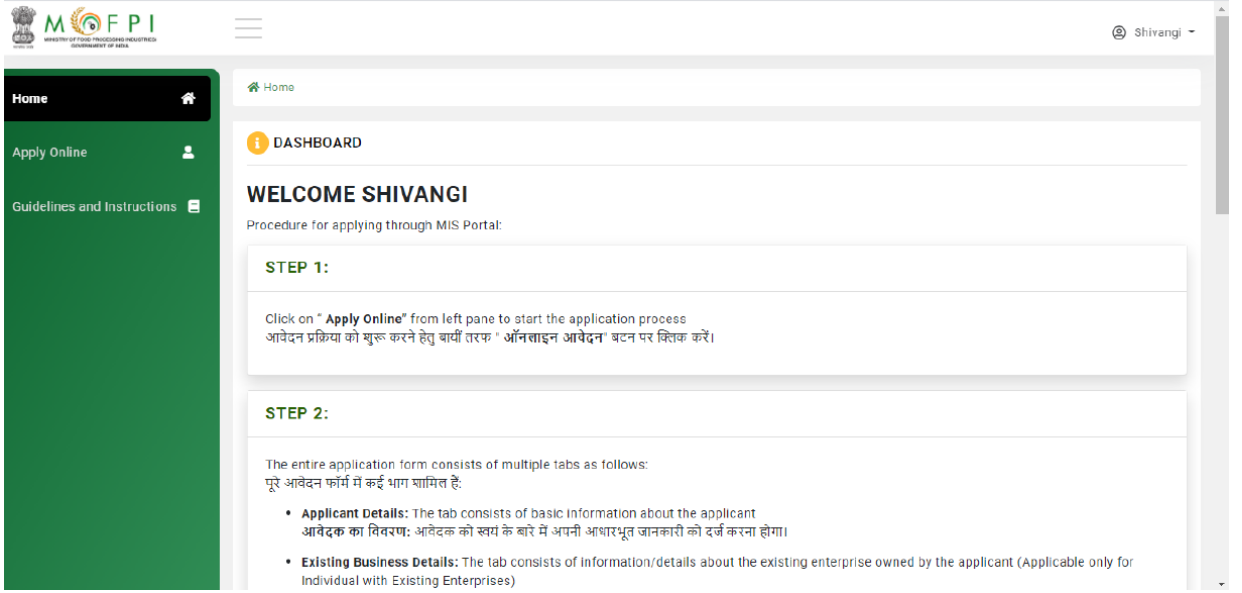 MOFPI
MINISTRY OF FOOD PROCESSING INDUSTRIES
GOVERNMENT OF INDIA
Shivangi
Home
Apply Online
Guidelines and Instructions
Home
DASHBOARD
WELCOME SHIVANGI
Procedure for applying through MIS Portal:
STEP 1:
Click on " Apply Online" from left pane to start the application process
आवेदन प्रक्रिया को शुरू करने हेतु बायीं तरफ " ऑनलाइन आवेदन" बटन पर क्लिक करें।
STEP 2:
The entire application form consists of multiple tabs as follows:
पूरे आवेदन फॉर्म में कई भाग शामिल हैं:
• Applicant Details: The tab consists of basic information about the applicant
आवेदक का विवरण: आवेदक को स्वयं के बारे में अपनी आधारभूत जानकारी को दर्ज करना होगा।
• Existing Business Details: The tab consists of information/details about the existing enterprise owned by the applicant (Applicable only for
Individual with Existing Enterprises)